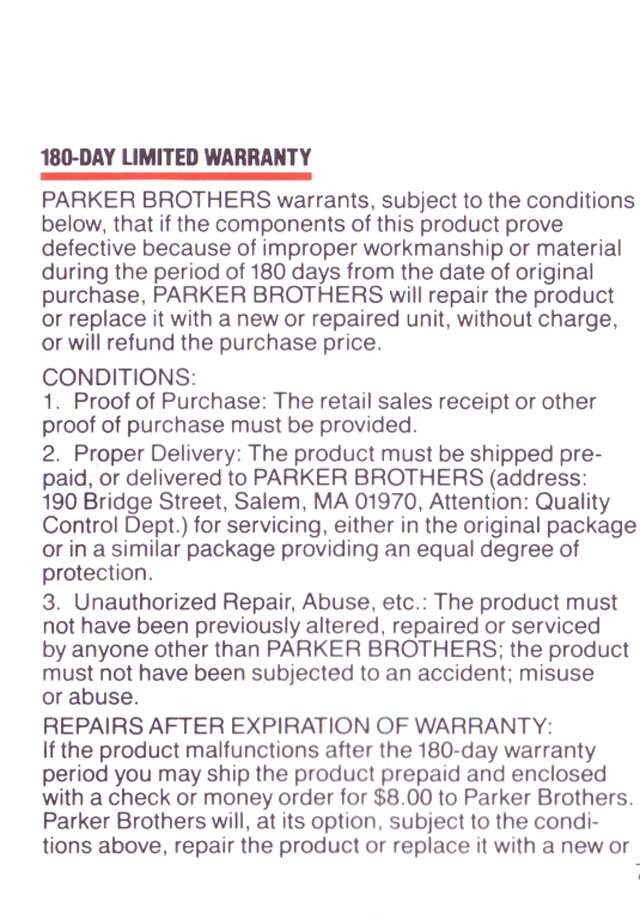 180-DAY LIMITED WARRANTY
PARKER BROTHERS warrants, subject to the conditions
below, that if the components of this product prove
defective because of improper workmanship or material
during the period of 180 days from the date of original
purchase, PARKER BROTHERS will repair the product
or replace it with a new or repaired unit, without charge,
or will refund the purchase price.
CONDITIONS:
1. Proof of Purchase: The retail sales receipt or other
proof of purchase must be provided.
2. Proper Delivery: The product must be shipped pre-
paid, or delivered to PARKER BROTHERS (address:
190 Bridge Street, Salem, MA 01970, Attention: Quality
Control Dept.) for servicing, either in the original package
or in a similar package providing an equal degree of
protection.
3. Unauthorized Repair, Abuse, etc.: The product must
not have been previously altered, repaired or serviced
by anyone other than PARKER BROTHERS; the product
must not have been subjected to an accident; misuse
or abuse.
REPAIRS AFTER EXPIRATION OF WARRANTY:
If the product malfunctions after the 180-day warranty
period you may ship the product prepaid and enclosed
with a check or money order for $8.00 to Parker Brothers.
Parker Brothers will, at its option, subject to the condi-
tions above, repair the product or replace it with a new or